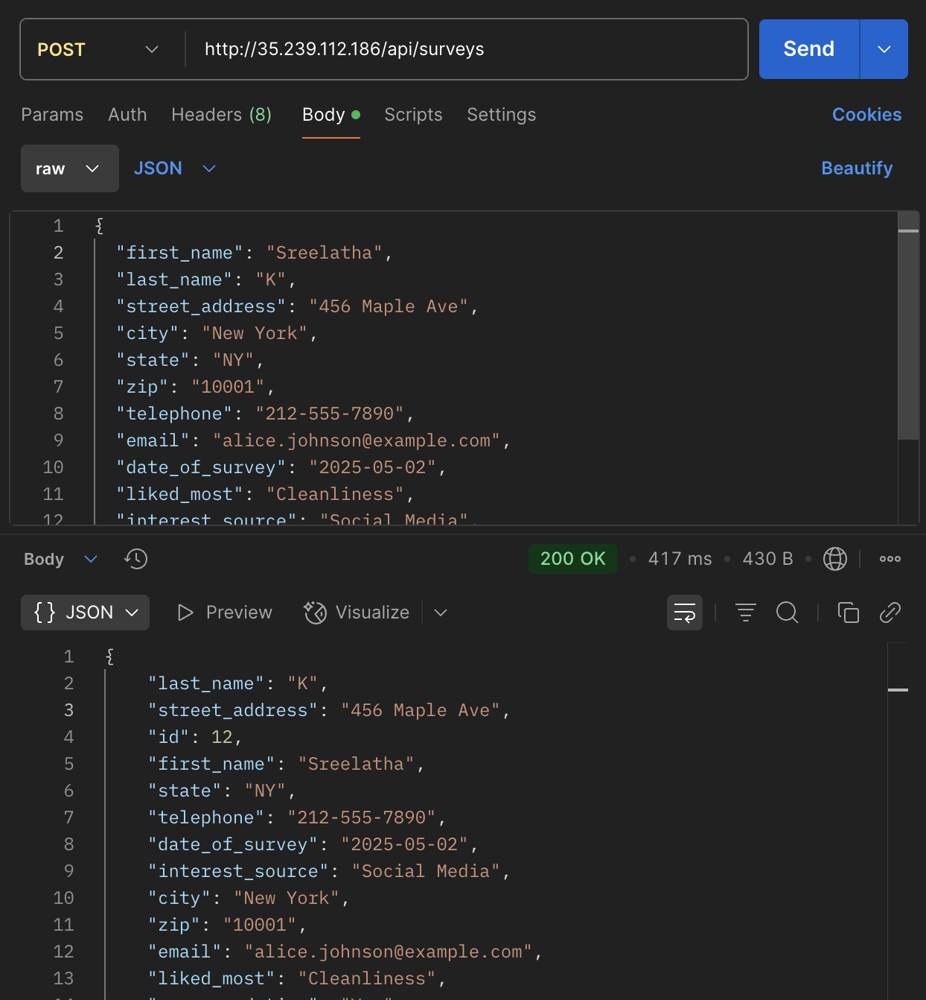 POST http://35.239.112.186/api/surveys Send
Params Auth Headers (8) Body Scripts Settings Cookies
raw JSON Beautify
1 {
2 "first_name": "Sreelatha",
3 "last_name": "K",
4 "street_address": "456 Maple Ave",
5 "city": "New York",
6 "state": "NY",
7 "zip": "10001",
8 "telephone": "212-555-7890",
9 "email": "alice.johnson@example.com",
10 "date_of_survey": "2025-05-02",
11 "liked_most": "Cleanliness",
12 "interest_source": "Social Media",
Body 200 OK 417 ms 430 B
{} JSON Preview Visualize
1 {
2 "last_name": "K",
3 "street_address": "456 Maple Ave",
4 "id": 12,
5 "first_name": "Sreelatha",
6 "state": "NY",
7 "telephone": "212-555-7890",
8 "date_of_survey": "2025-05-02",
9 "interest_source": "Social Media",
10 "city": "New York",
11 "zip": "10001",
12 "email": "alice.johnson@example.com",
13 "liked_most": "Cleanliness",